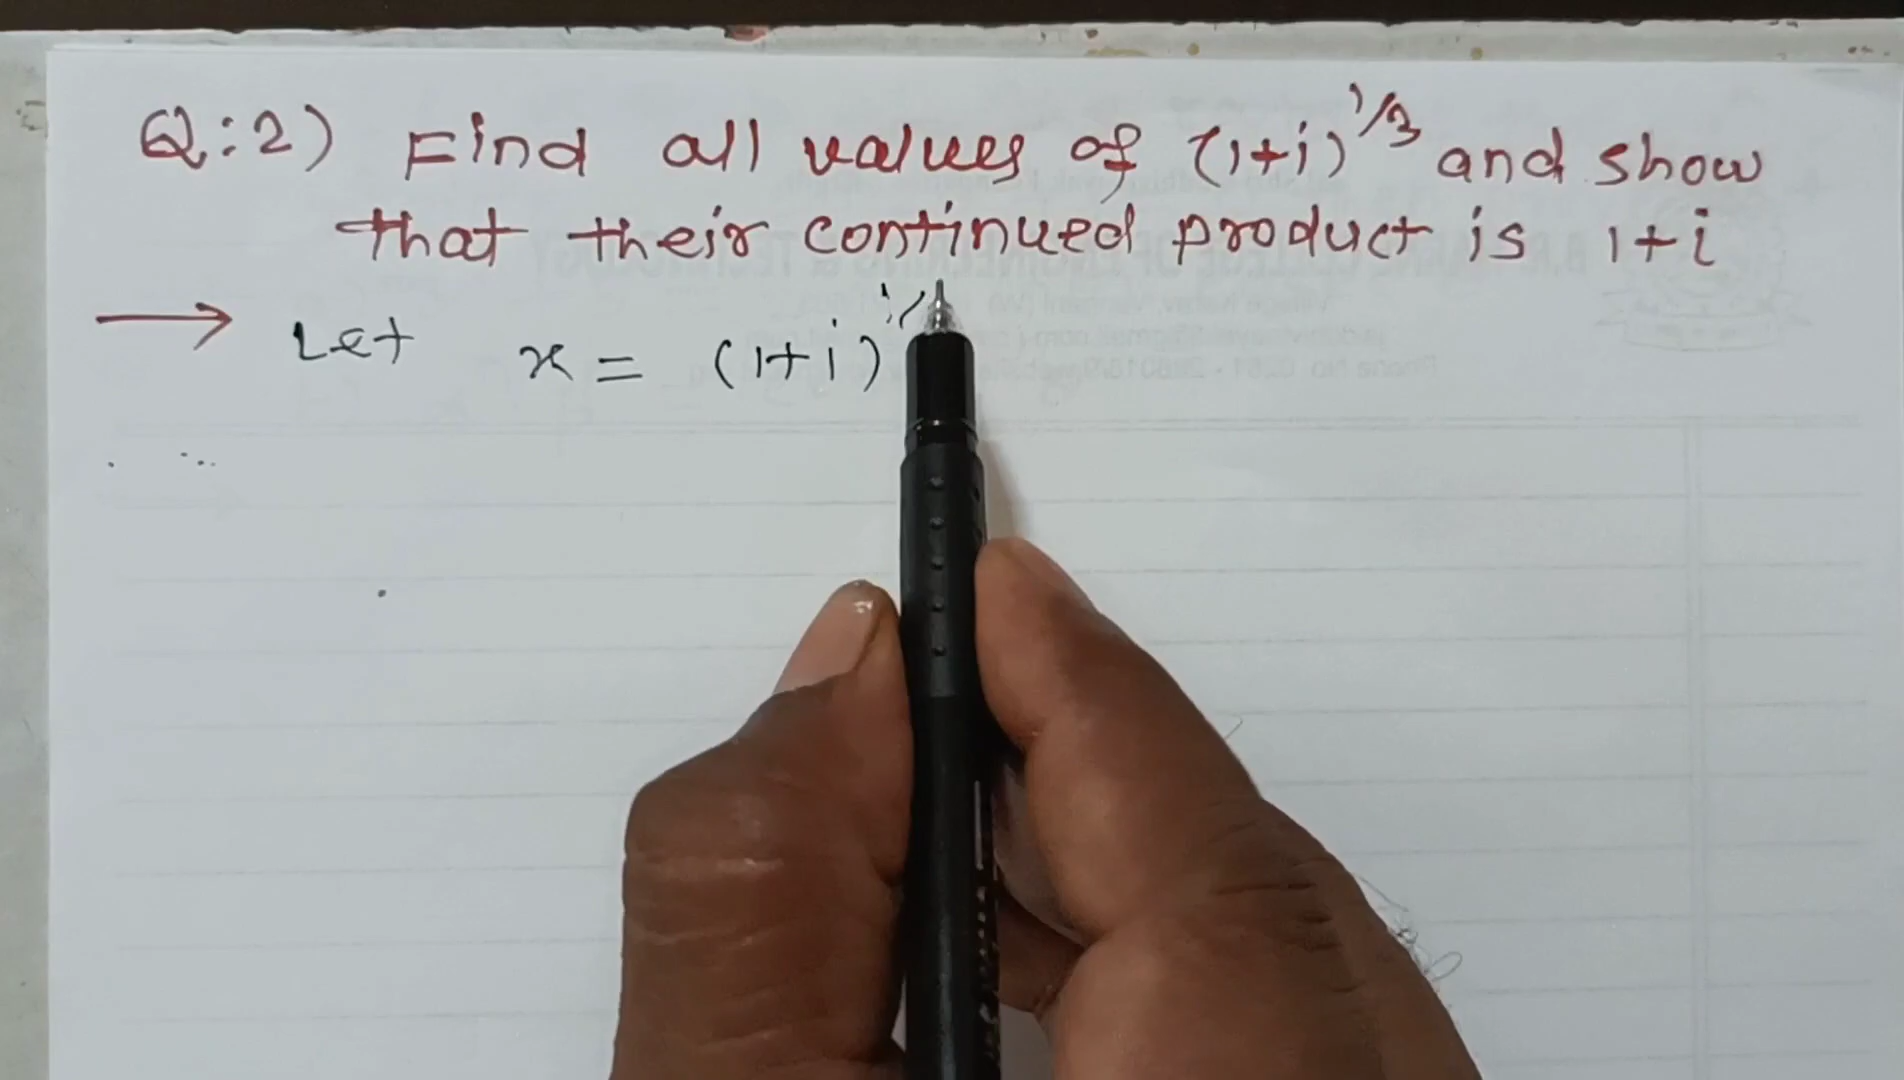 Q:2) Find all values of (1+i)^1/3 and show
that their continued product is 1+i
→ Let x = (1+i)^1/